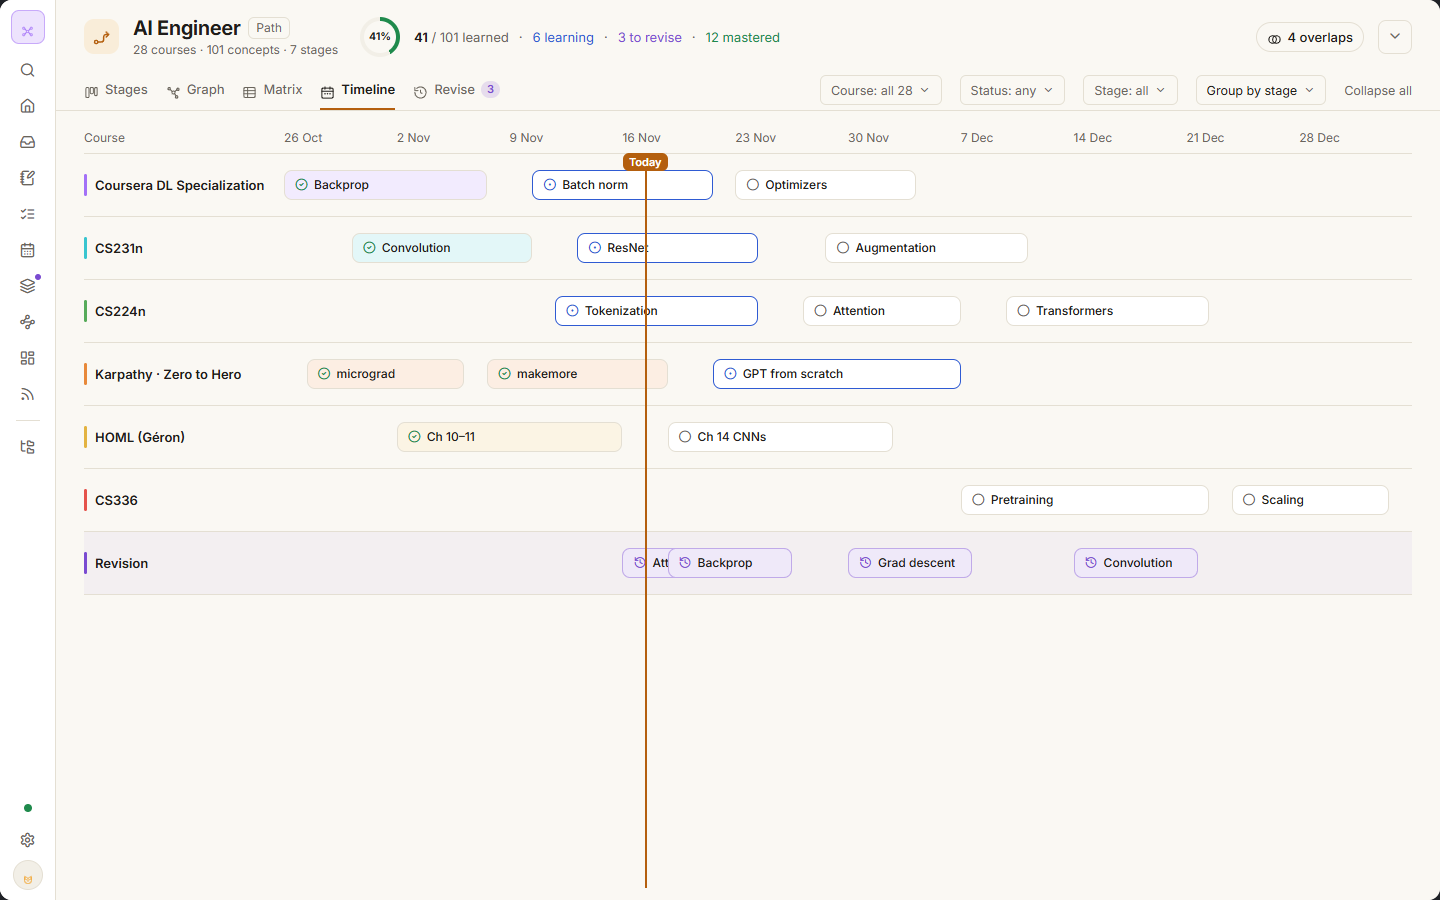 AI Engineer Path
28 courses · 101 concepts · 7 stages
41%
41 / 101 learned · 6 learning · 3 to revise · 12 mastered
4 overlaps
Stages Graph Matrix Timeline Revise 3
Course: all 28 Status: any Stage: all Group by stage Collapse all
Course 26 Oct 2 Nov 9 Nov 16 Nov 23 Nov 30 Nov 7 Dec 14 Dec 21 Dec 28 Dec
Today
Coursera DL Specialization Backprop Batch norm Optimizers
CS231n Convolution ResNet Augmentation
CS224n Tokenization Attention Transformers
Karpathy · Zero to Hero micrograd makemore GPT from scratch
HOML (Géron) Ch 10–11 Ch 14 CNNs
CS336 Pretraining Scaling
Revision Att Backprop Grad descent Convolution